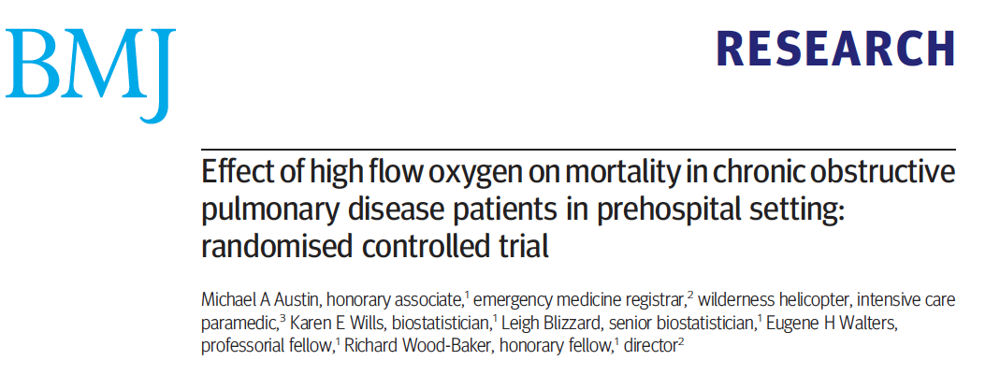 BMJ
RESEARCH
Effect of high flow oxygen on mortality in chronic obstructive
pulmonary disease patients in prehospital setting:
randomised controlled trial
Michael A Austin, honorary associate,¹ emergency medicine registrar,² wilderness helicopter, intensive care
paramedic,³ Karen E Wills, biostatistician,¹ Leigh Blizzard, senior biostatistician,¹ Eugene H Walters,
professorial fellow,¹ Richard Wood-Baker, honorary fellow,¹ director²